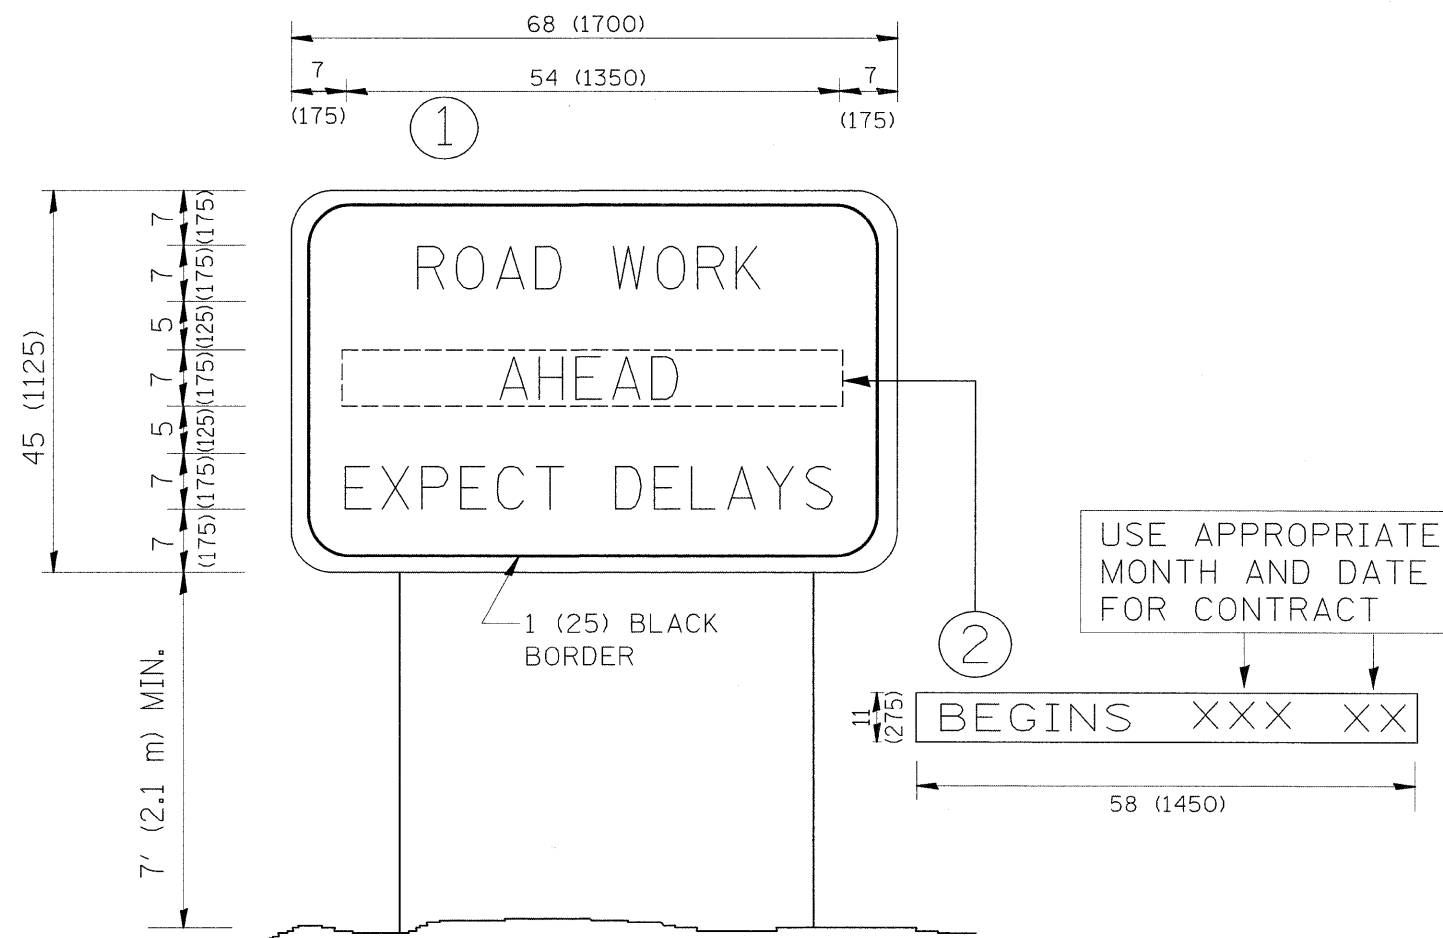 68 (1700)
7
54 (1350)
7
(175)
(175)
1
7 (175)
7 (175)
5 (125)
7 (175)
5 (125)
7 (175)
7 (175)
45 (1125)
ROAD WORK
AHEAD
EXPECT DELAYS
1 (25) BLACK
BORDER
7' (2.1 m) MIN.
2
USE APPROPRIATE
MONTH AND DATE
FOR CONTRACT
11
(275)
BEGINS XXX XX
58 (1450)